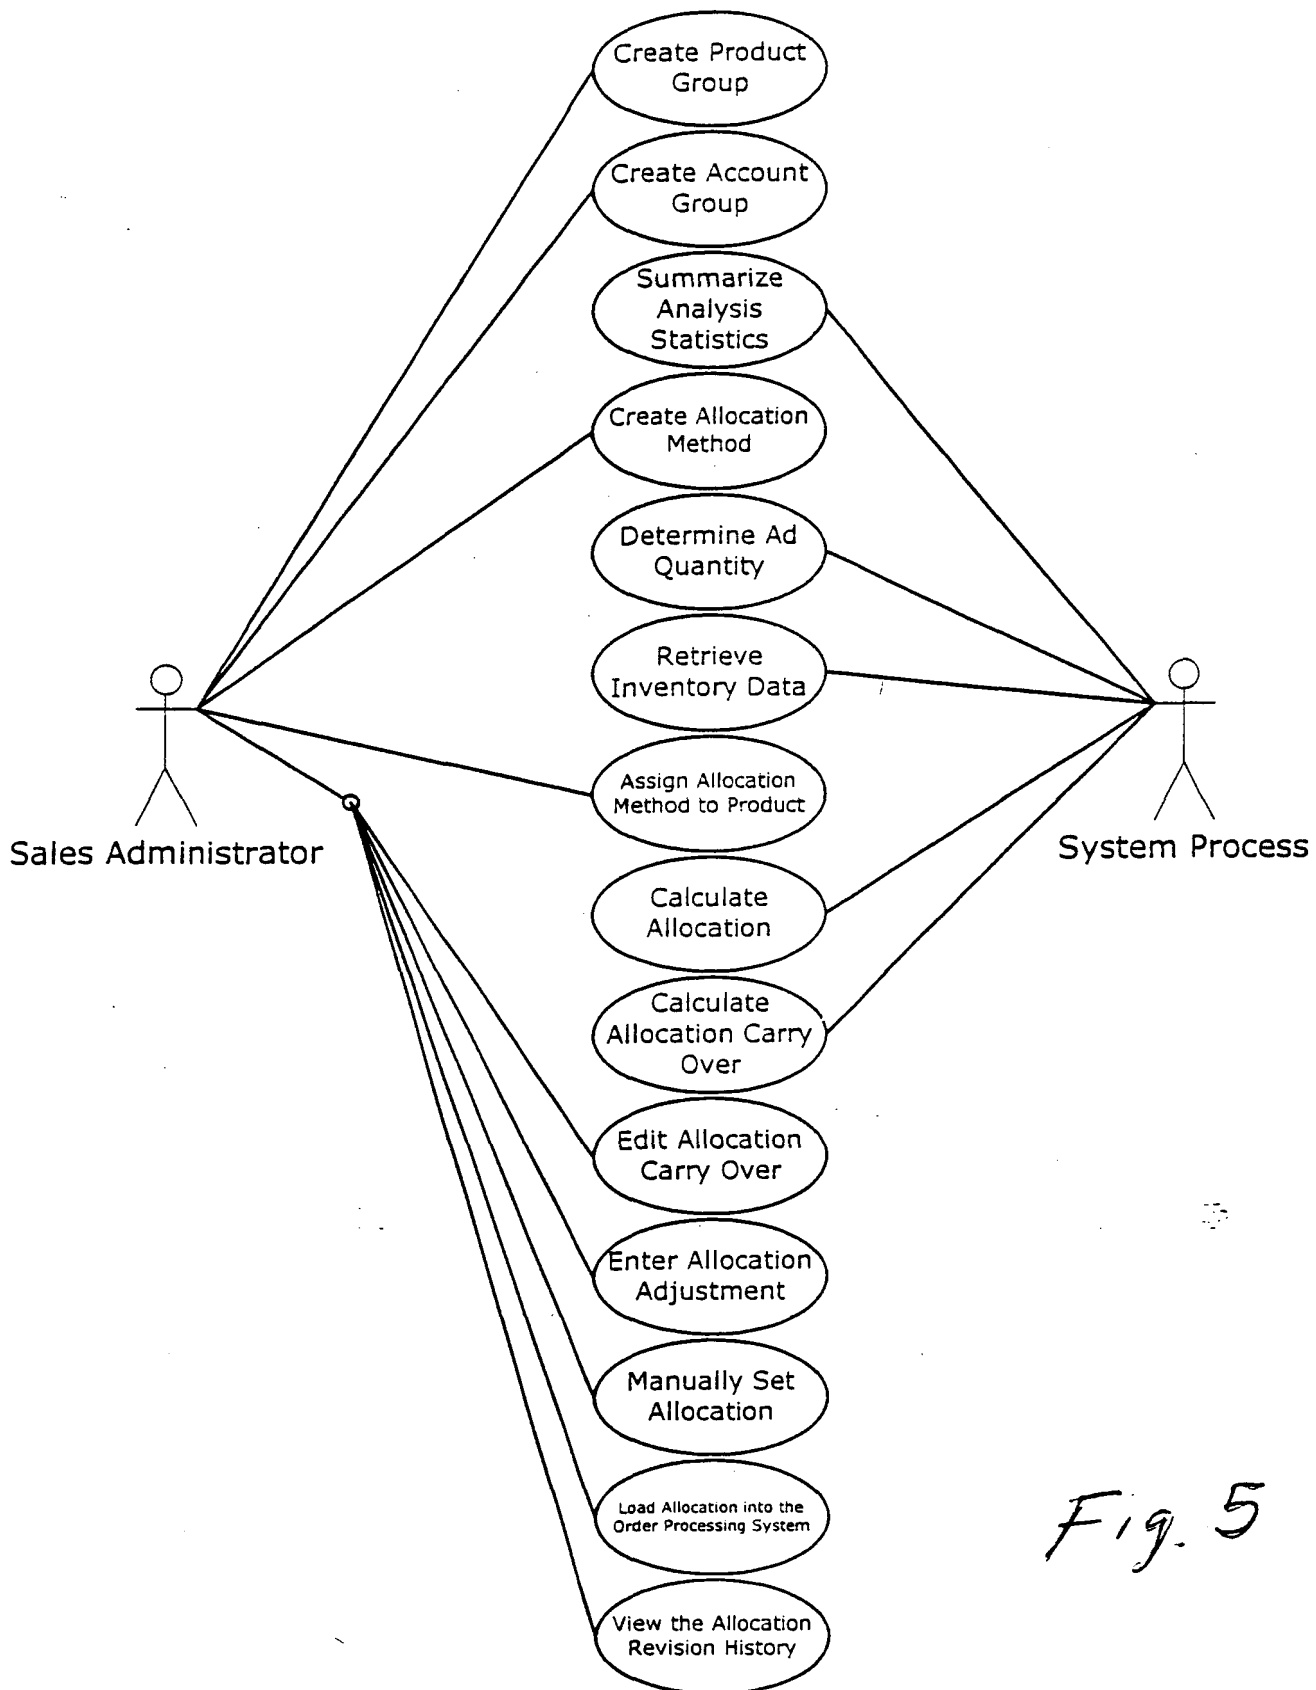 Create Product
Group
Create Account
Group
Summarize
Analysis
Statistics
Create Allocation
Method
Determine Ad
Quantity
Retrieve
Inventory Data
Assign Allocation
Method to Product
Sales Administrator
System Process
Calculate
Allocation
Calculate
Allocation Carry
Over
Edit Allocation
Carry Over
Enter Allocation
Adjustment
Manually Set
Allocation
Load Allocation into the
Order Processing System
View the Allocation
Revision History
Fig. 5